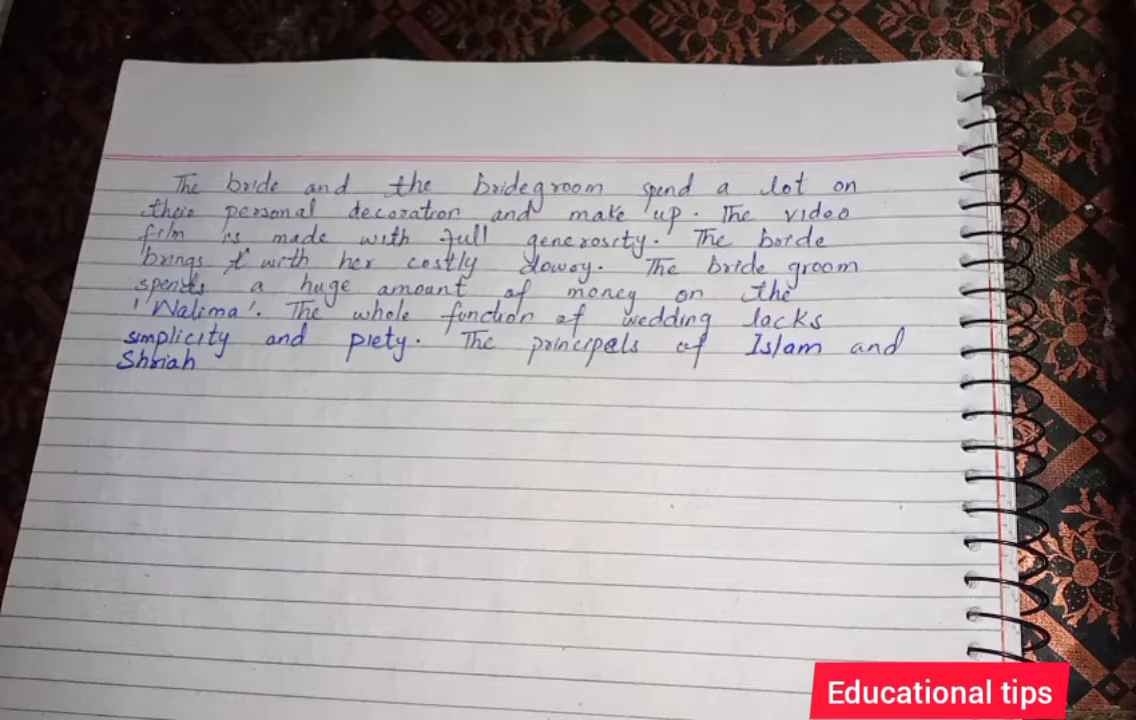 The bride and the bridegroom spend a lot on
their personal decoration and make up. The video
film is made with full generosity. The bride
brings with her costly dowry. The bride groom
spends a huge amount of money on the
'Walima'. The whole function of wedding lacks
simplicity and piety. The principels of Islam and
Shriah
Educational tips